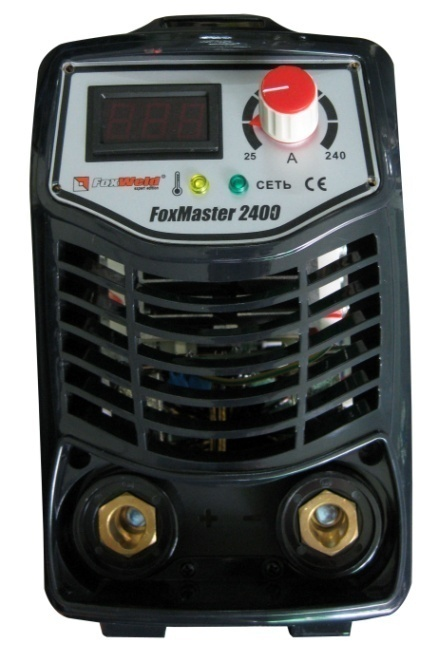 25 A 240
FoxWeld®
СЕТЬ CE
FoxMaster 2400
+ −